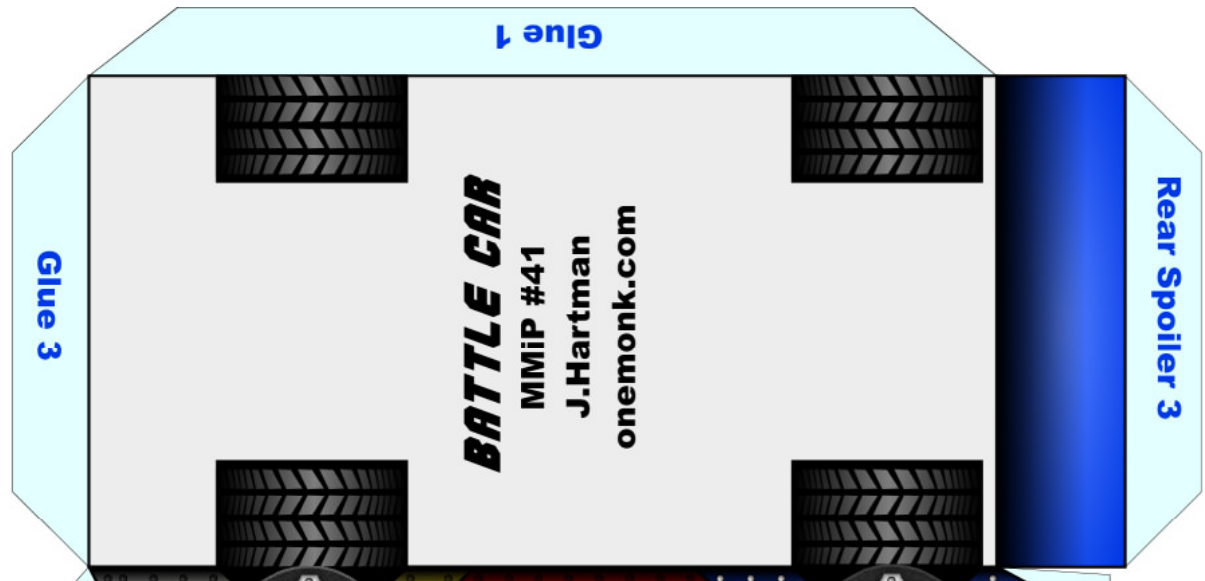 Glue 1
Glue 3
BATTLE CAR
MMiP #41
J.Hartman
onemonk.com
Rear Spoiler 3